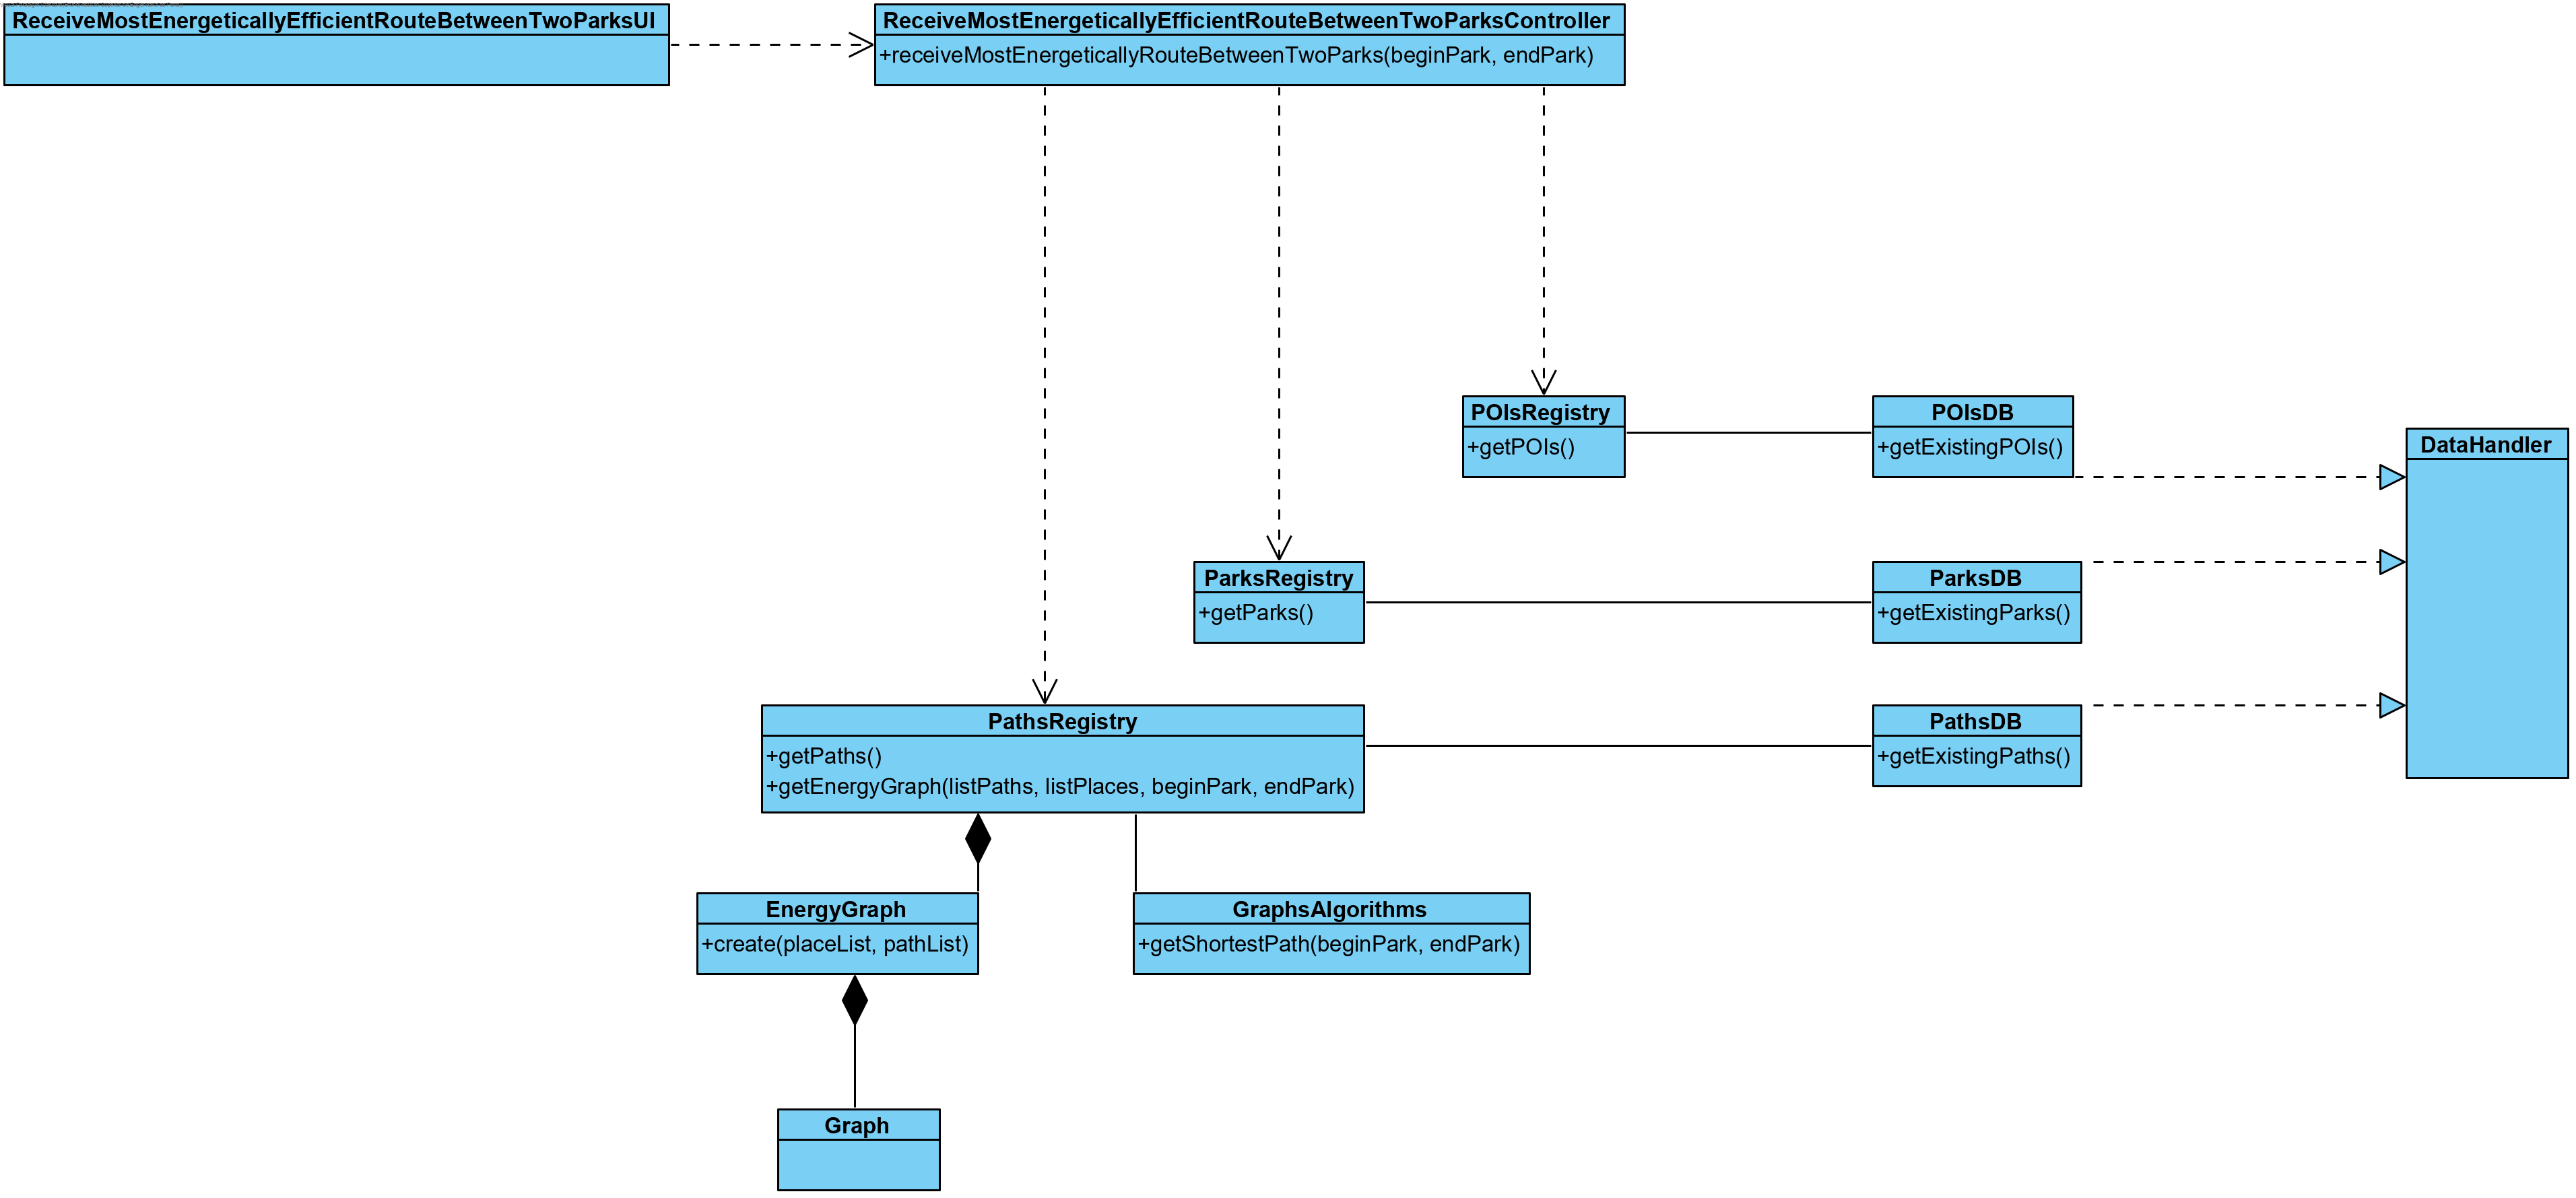 ReceiveMostEnergeticallyEfficientRouteBetweenTwoParksUI
ReceiveMostEnergeticallyEfficientRouteBetweenTwoParksController
+receiveMostEnergeticallyRouteBetweenTwoParks(beginPark, endPark)
POIsRegistry
+getPOIs()
POIsDB
+getExistingPOIs()
DataHandler
ParksRegistry
+getParks()
ParksDB
+getExistingParks()
PathsRegistry
+getPaths()
+getEnergyGraph(listPaths, listPlaces, beginPark, endPark)
PathsDB
+getExistingPaths()
EnergyGraph
+create(placeList, pathList)
GraphsAlgorithms
+getShortestPath(beginPark, endPark)
Graph